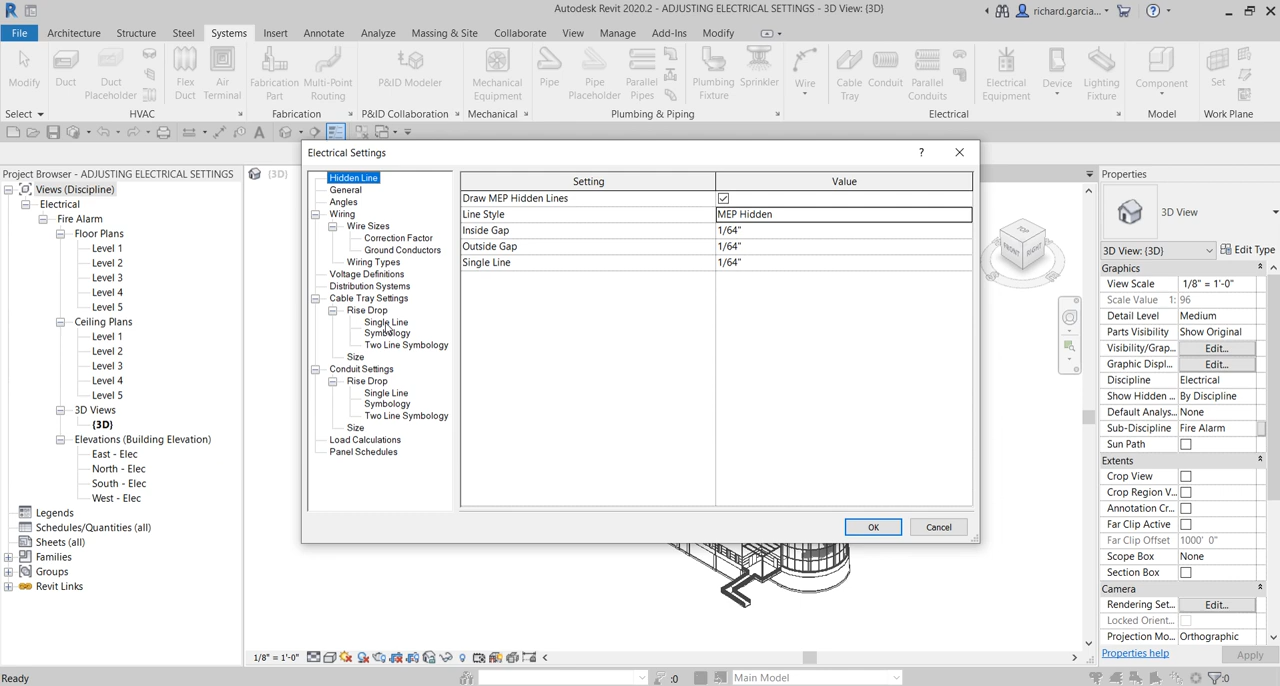 Autodesk Revit 2020.2 - ADJUSTING ELECTRICAL SETTINGS - 3D View: {3D}
richard.garcia...
File Architecture Structure Steel Systems Insert Annotate Analyze Massing & Site Collaborate View Manage Add-Ins Modify
Modify Duct Duct Placeholder Flex Duct Air Terminal Fabrication Part Multi-Point Routing P&ID Modeler Mechanical Equipment Pipe Pipe Placeholder Parallel Pipes Plumbing Fixture Sprinkler Wire Cable Tray Conduit Parallel Conduits Electrical Equipment Device Lighting Fixture Component Set
Select HVAC Fabrication P&ID Collaboration Mechanical Plumbing & Piping Electrical Model Work Plane
Project Browser - ADJUSTING ELECTRICAL SETTINGS
Views (Discipline)
Electrical
Fire Alarm
Floor Plans
Level 1
Level 2
Level 3
Level 4
Level 5
Ceiling Plans
Level 1
Level 2
Level 3
Level 4
Level 5
3D Views
{3D}
Elevations (Building Elevation)
East - Elec
North - Elec
South - Elec
West - Elec
Legends
Schedules/Quantities (all)
Sheets (all)
Families
Groups
Revit Links
{3D}
Electrical Settings
?
Hidden Line
General
Angles
Wiring
Wire Sizes
Correction Factor
Ground Conductors
Wiring Types
Voltage Definitions
Distribution Systems
Cable Tray Settings
Rise Drop
Single Line
Symbology
Two Line Symbology
Size
Conduit Settings
Rise Drop
Single Line
Symbology
Two Line Symbology
Size
Load Calculations
Panel Schedules
Setting Value
Draw MEP Hidden Lines
Line Style MEP Hidden
Inside Gap 1/64"
Outside Gap 1/64"
Single Line 1/64"
OK Cancel
TOP
FRONT RIGHT
Properties
3D View
3D View: {3D} Edit Type
Graphics
View Scale 1/8" = 1'-0"
Scale Value 1: 96
Detail Level Medium
Parts Visibility Show Original
Visibility/Grap... Edit...
Graphic Displ... Edit...
Discipline Electrical
Show Hidden ... By Discipline
Default Analys... None
Sub-Discipline Fire Alarm
Sun Path
Extents
Crop View
Crop Region V...
Annotation Cr...
Far Clip Active
Far Clip Offset 1000' 0"
Scope Box None
Section Box
Camera
Rendering Set... Edit...
Locked Orient...
Projection Mo... Orthographic
Properties help Apply
1/8" = 1'-0"
Ready :0 Main Model :0